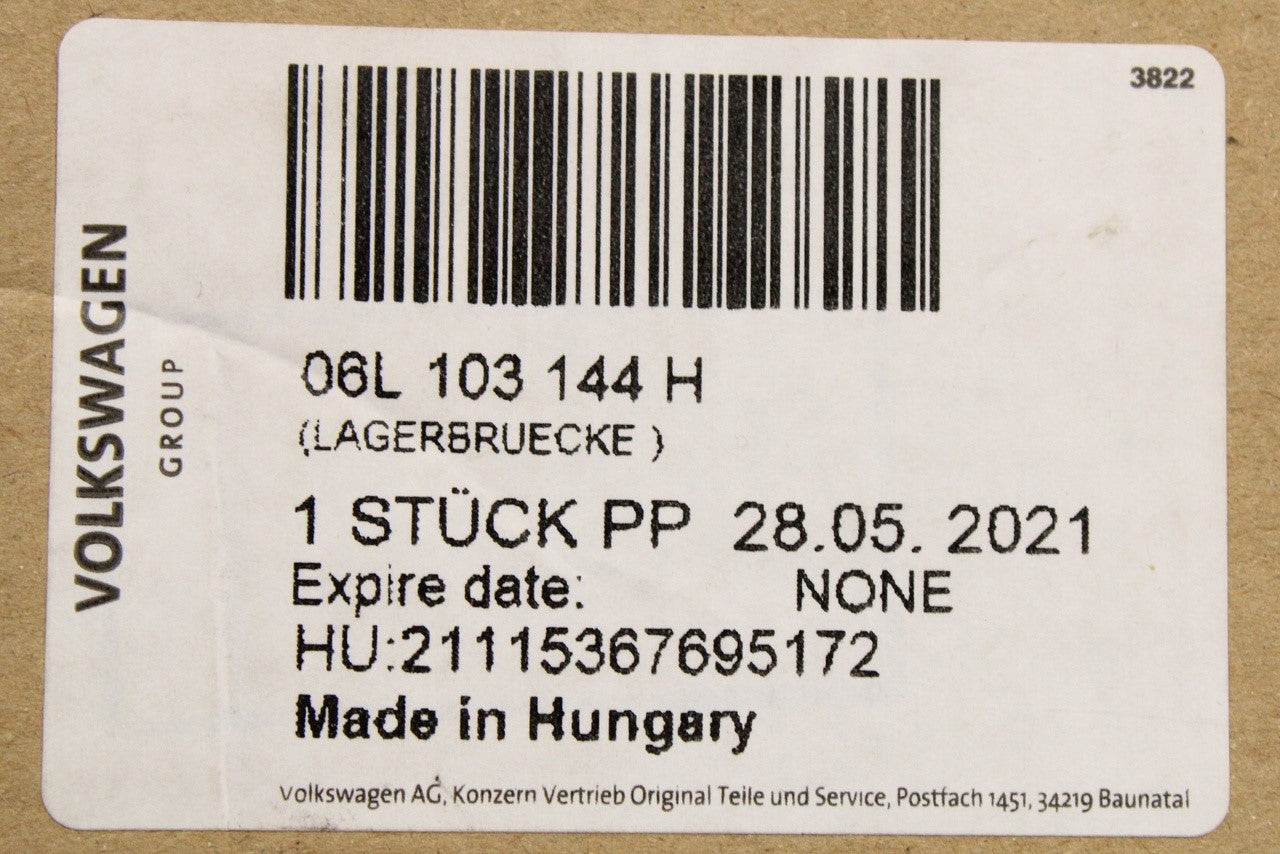 3822
VOLKSWAGEN
GROUP
06L 103 144 H
(LAGERBRUECKE )
1 STÜCK PP 28.05. 2021
Expire date: NONE
HU:21115367695172
Made in Hungary
Volkswagen AG, Konzern Vertrieb Original Teile und Service, Postfach 1451, 34219 Baunatal